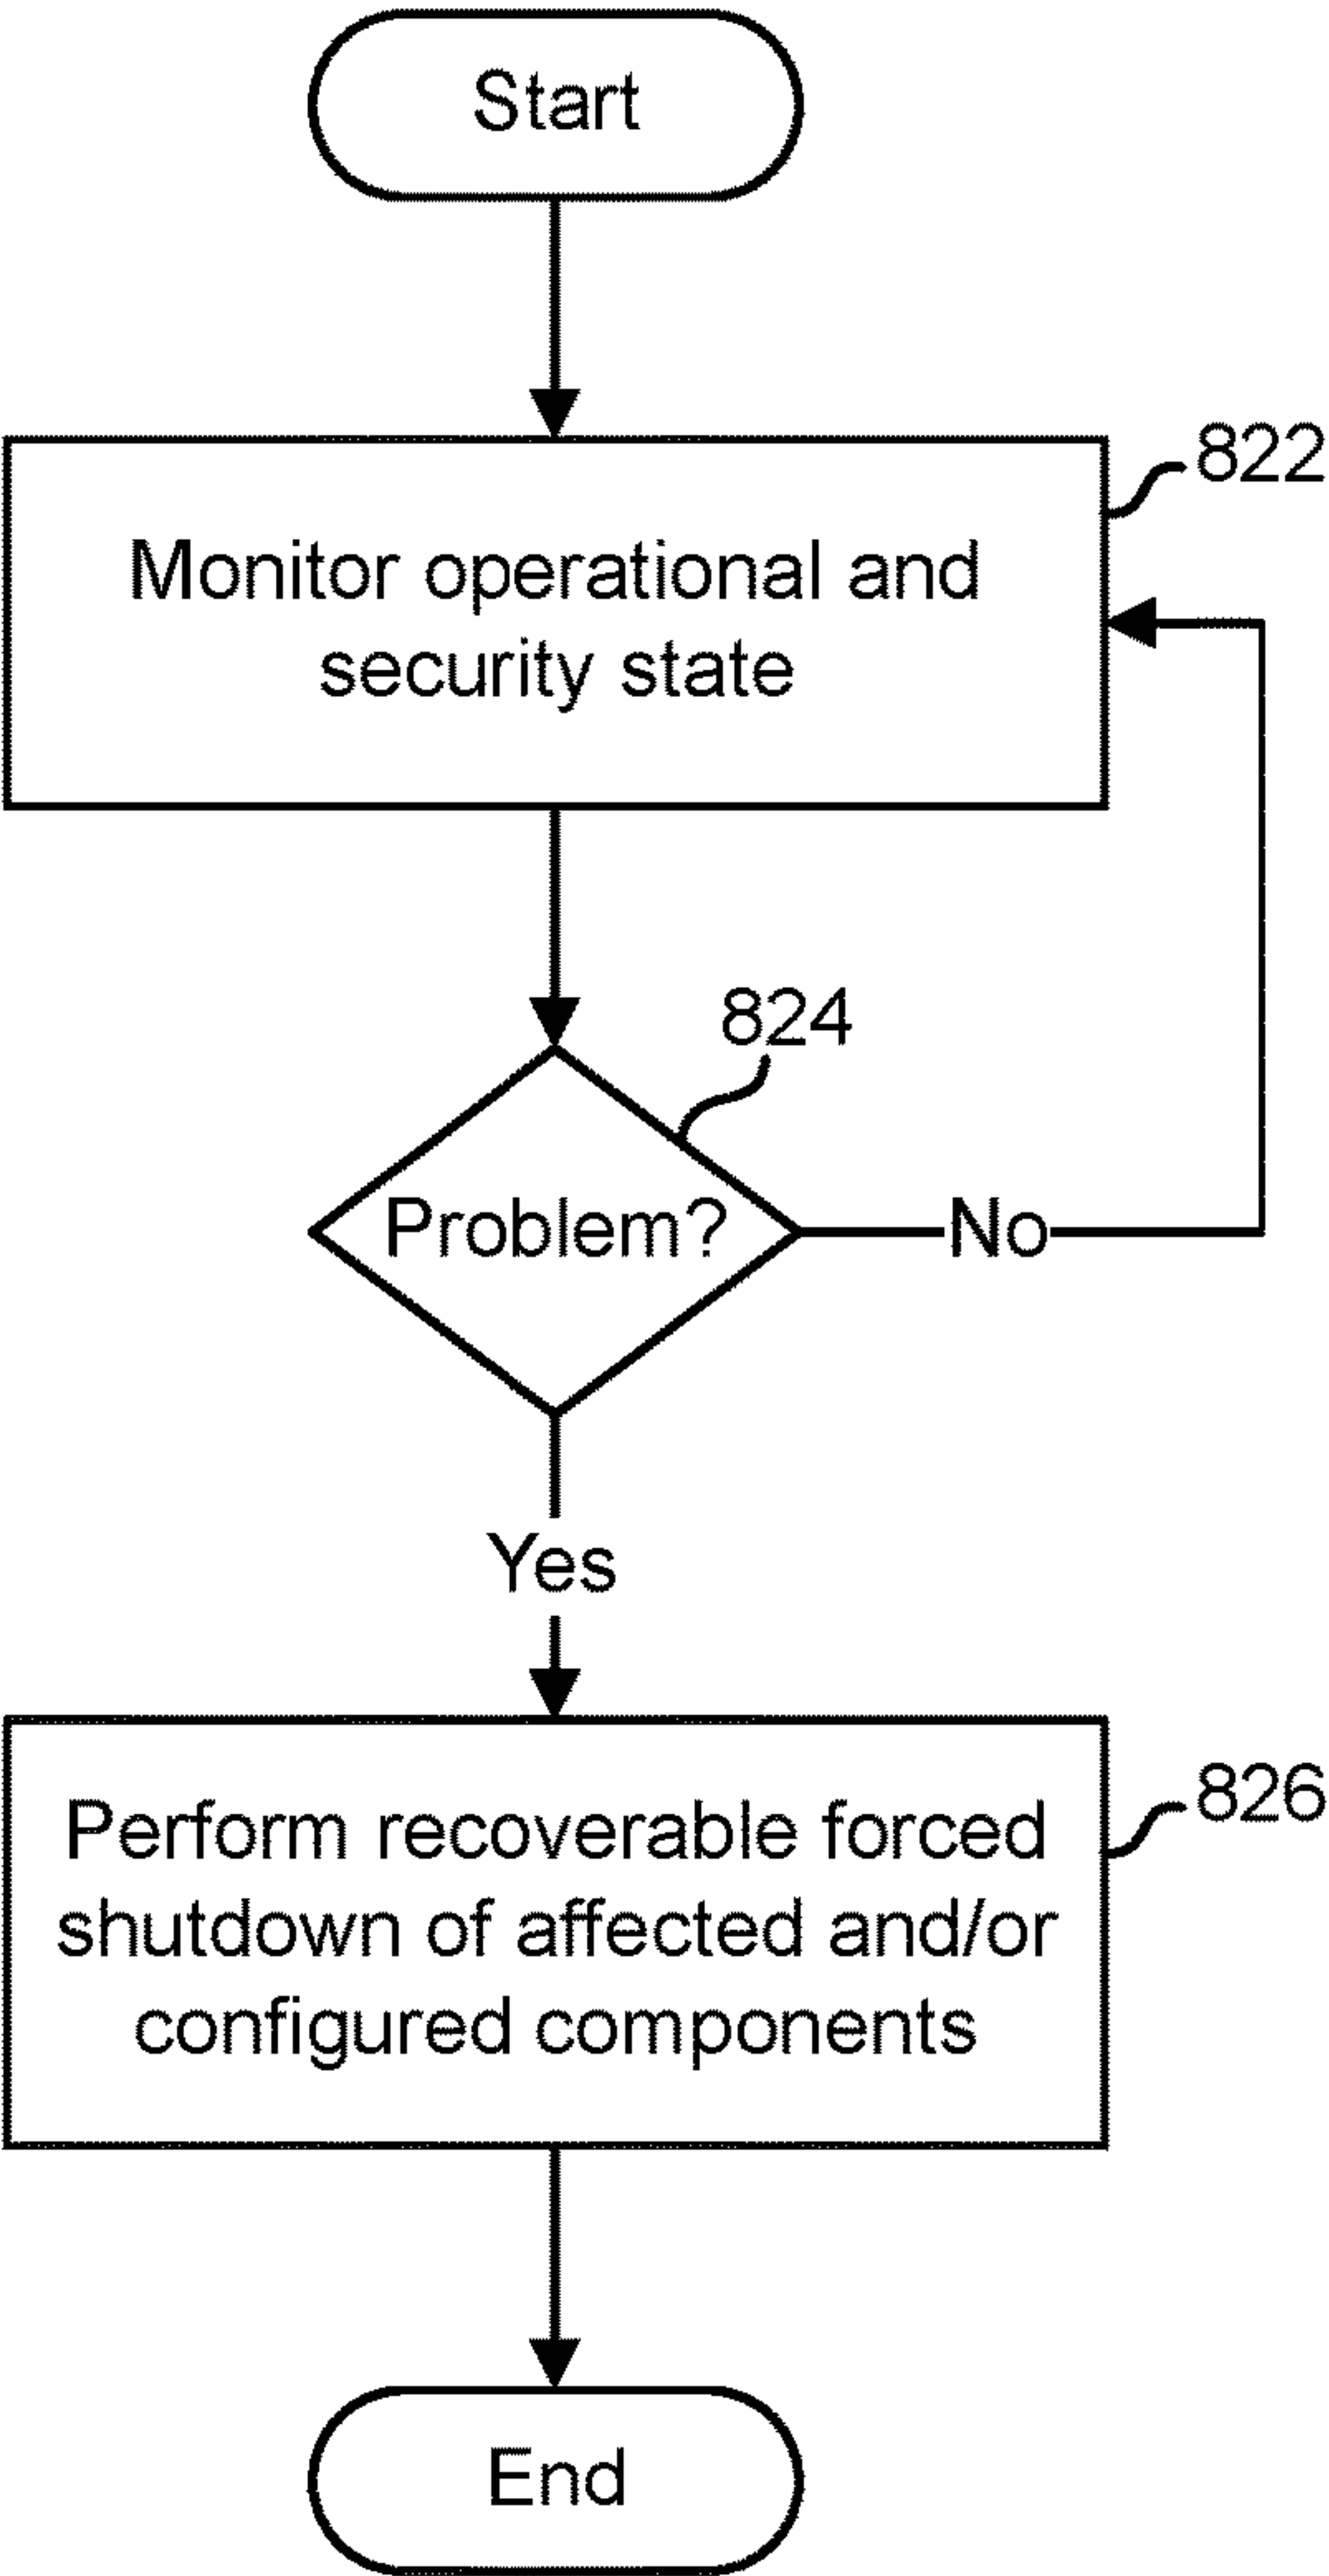 Start
822
Monitor operational and
security state
824
Problem?
No
Yes
826
Perform recoverable forced
shutdown of affected and/or
configured components
End